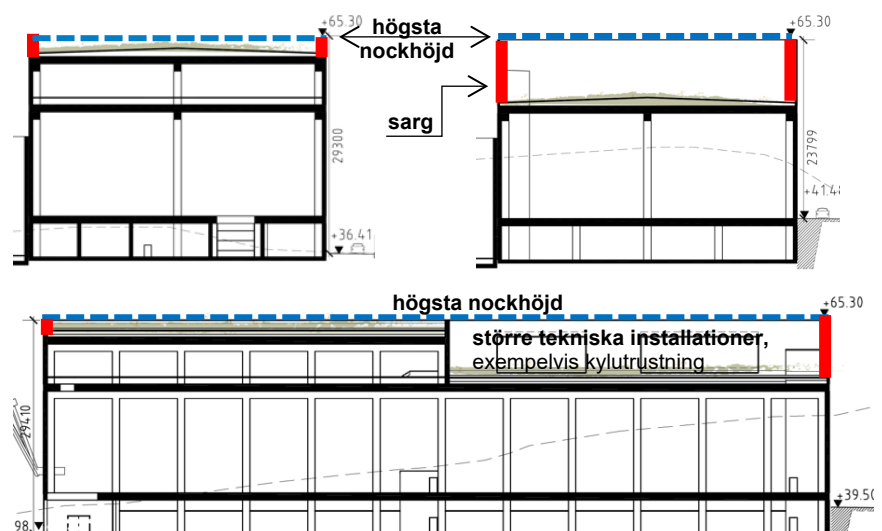 +65.30
högsta
nockhöjd
+65.30
sarg
29300
23799
+36.41
+41.48
högsta nockhöjd
+65.30
större tekniska installationer,
exempelvis kylutrustning
29410
+39.50
98.